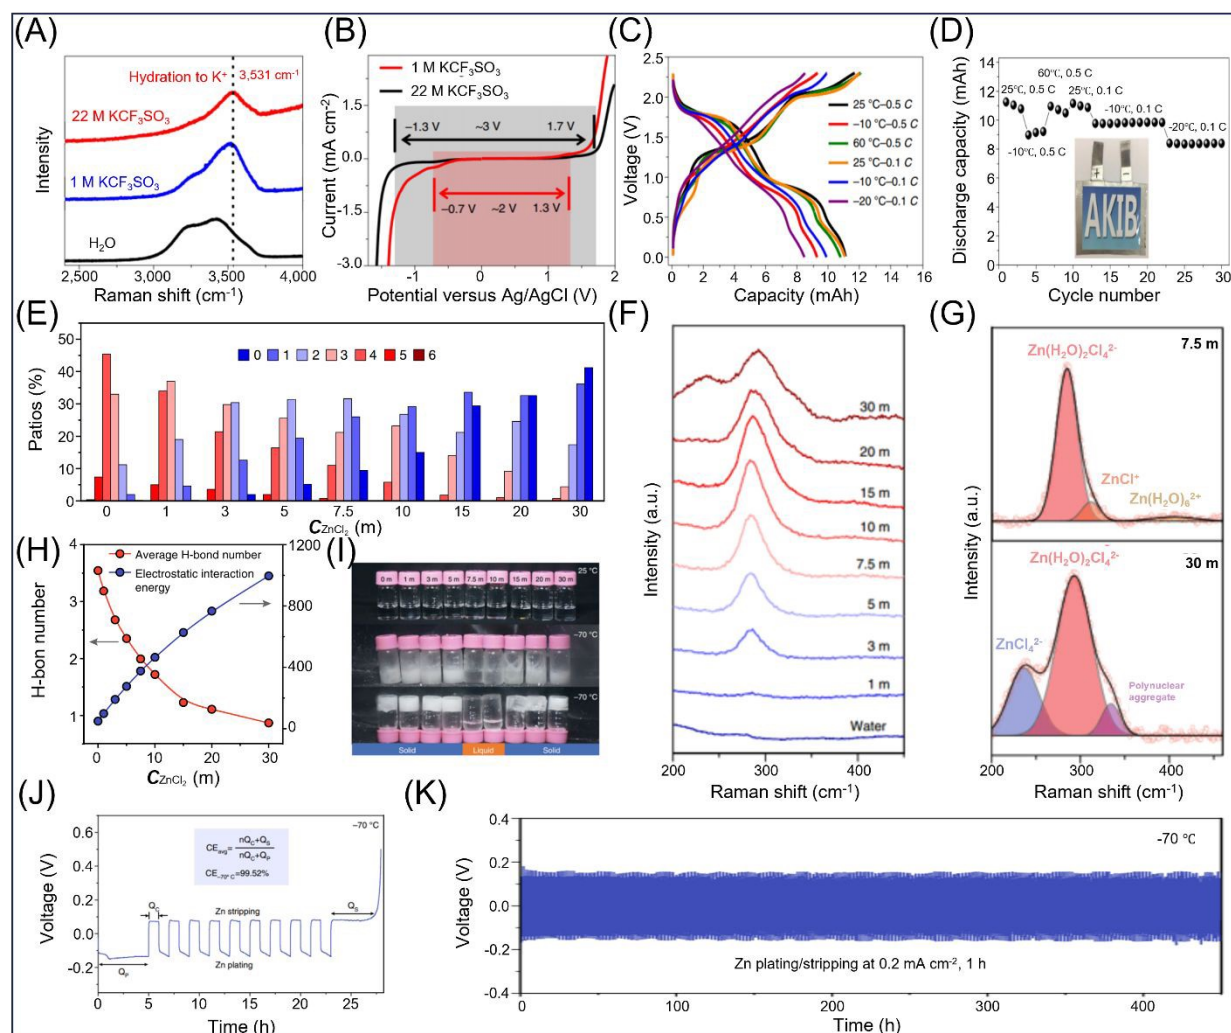 (A)
Hydration to K⁺
3,531 cm⁻¹
22 M KCF₃SO₃
1 M KCF₃SO₃
H₂O
Intensity
2,500 3,000 3,500 4,000
Raman shift (cm⁻¹)
(B)
1 M KCF₃SO₃
22 M KCF₃SO₃
−1.3 V ~3 V 1.7 V
−0.7 V ~2 V 1.3 V
Current (mA cm⁻²)
1.5
0.0
-1.5
-3.0
−1 0 1 2
Potential versus Ag/AgCl (V)
(C)
Voltage (V)
2.5
2.0
1.5
1.0
0.5
0.0
25 °C–0.5 C
−10 °C–0.5 C
60 °C–0.5 C
25 °C–0.1 C
−10 °C–0.1 C
−20 °C–0.1 C
0 2 4 6 8 10 12 14 16
Capacity (mAh)
(D)
Discharge capacity (mAh)
14
12
10
8
6
4
2
0
60°C, 0.5 C
25°C, 0.5 C
25°C, 0.1 C
-10°C, 0.1 C
-20°C, 0.1 C
−10°C, 0.5 C
+ −
AKIB
0 5 10 15 20 25 30
Cycle number
(E)
Patios (%)
50
40
30
20
10
0
0 1 2 3 4 5 6
0 1 3 5 7.5 10 15 20 30
C ZnCl₂ (m)
(F)
Intensity (a.u.)
30 m
20 m
15 m
10 m
7.5 m
5 m
3 m
1 m
Water
200 300 400
Raman shift (cm⁻¹)
(G)
Intensity (a.u.)
7.5 m
Zn(H₂O)₂Cl₄²⁻
ZnCl⁺
Zn(H₂O)₆²⁺
30 m
Zn(H₂O)₂Cl₄²⁻
ZnCl₄²⁻
Polynuclear
aggregate
200 300 400
Raman shift (cm⁻¹)
(H)
H-bon number
4
3
2
1
Average H-bond number
Electrostatic interaction
energy
1200
800
400
0
0 10 20 30
C ZnCl₂ (m)
(I)
25 °C
0 m 1 m 3 m 5 m 7.5 m 10 m 15 m 20 m 30 m
−70 °C
−70 °C
Solid Liquid Solid
(J)
Voltage (V)
0.6
0.4
0.2
0.0
-0.2
−70 °C
CE avg = nQ_C+Q_S / nQ_C+Q_P
CE −70° C =99.52%
Q_C
Zn stripping
Q_S
Q_P
Zn plating
0 5 10 15 20 25
Time (h)
(K)
Voltage (V)
0.4
0.2
0.0
-0.2
-0.4
-70 °C
Zn plating/stripping at 0.2 mA cm⁻², 1 h
0 100 200 300 400
Time (h)